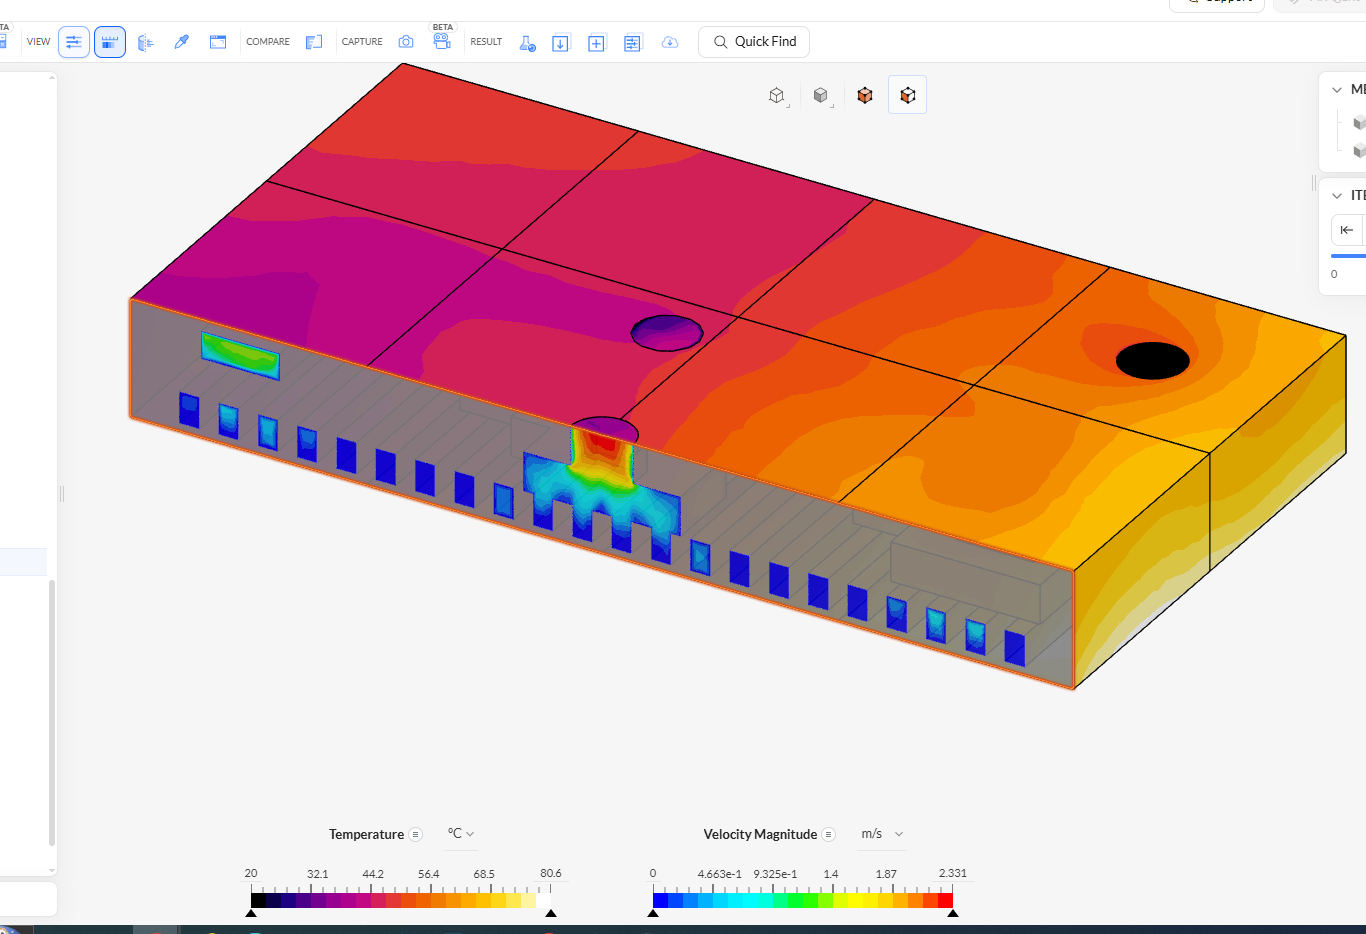 BETA
VIEW
COMPARE
CAPTURE
RESULT
Quick Find
0
Temperature
°C
Velocity Magnitude
m/s
20
32.1
44.2
56.4
68.5
80.6
0
4.663e-1
9.325e-1
1.4
1.87
2.331